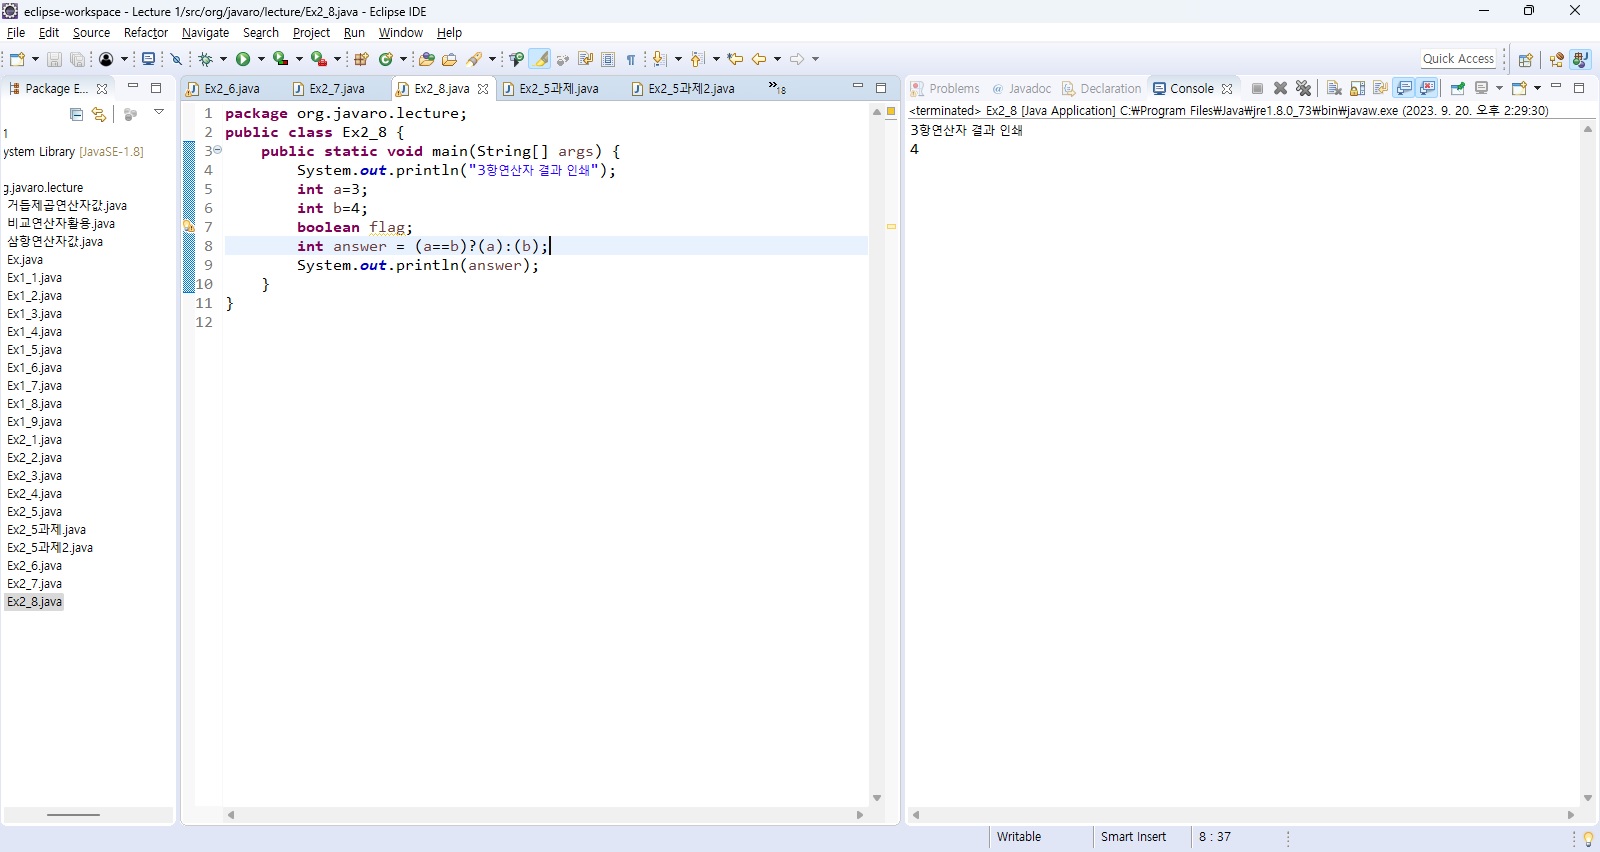 eclipse-workspace - Lecture 1/src/org/javaro/lecture/Ex2_8.java - Eclipse IDE
File Edit Source Refactor Navigate Search Project Run Window Help
Quick Access
Package E...
1
ystem Library [JavaSE-1.8]
g.javaro.lecture
거듭제곱연산자값.java
비교연산자활용.java
삼항연산자값.java
Ex.java
Ex1_1.java
Ex1_2.java
Ex1_3.java
Ex1_4.java
Ex1_5.java
Ex1_6.java
Ex1_7.java
Ex1_8.java
Ex1_9.java
Ex2_1.java
Ex2_2.java
Ex2_3.java
Ex2_4.java
Ex2_5.java
Ex2_5과제.java
Ex2_5과제2.java
Ex2_6.java
Ex2_7.java
Ex2_8.java
Ex2_6.java Ex2_7.java Ex2_8.java Ex2_5과제.java Ex2_5과제2.java »18
1 package org.javaro.lecture;
2 public class Ex2_8 {
3 public static void main(String[] args) {
4 System.out.println("3항연산자 결과 인쇄");
5 int a=3;
6 int b=4;
7 boolean flag;
8 int answer = (a==b)?(a):(b);
9 System.out.println(answer);
10 }
11 }
12
Problems @ Javadoc Declaration Console
<terminated> Ex2_8 [Java Application] C:₩Program Files₩Java₩jre1.8.0_73₩bin₩javaw.exe (2023. 9. 20. 오후 2:29:30)
3항연산자 결과 인쇄
4
Writable Smart Insert 8 : 37